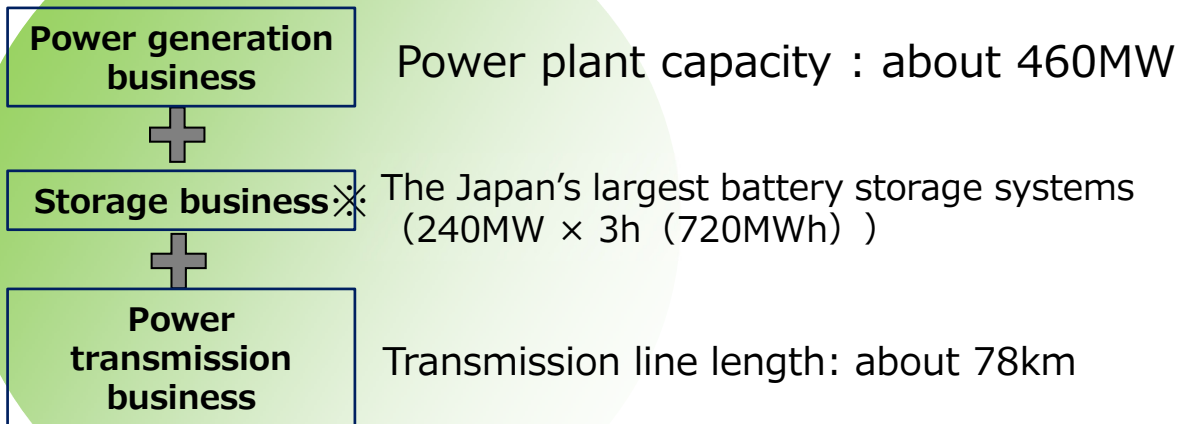 Power generation
business
Power plant capacity : about 460MW
Storage business※
The Japan's largest battery storage systems
（240MW × 3h（720MWh））
Power
transmission
business
Transmission line length: about 78km